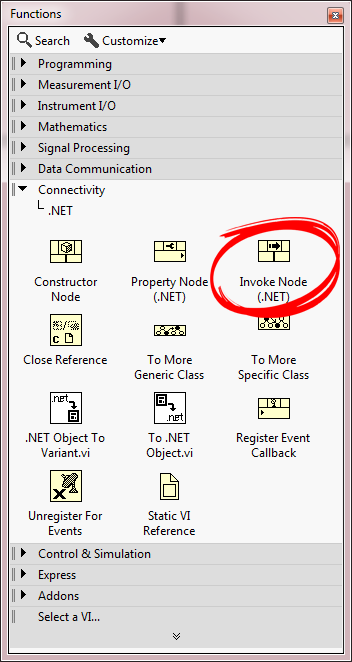 Functions
Search Customize
Programming
Measurement I/O
Instrument I/O
Mathematics
Signal Processing
Data Communication
Connectivity
.NET
Constructor Property Node Invoke Node
Node (.NET) (.NET)
Close Reference To More To More
Generic Class Specific Class
.net .net
.NET Object To To .NET Register Event
Variant.vi Object.vi Callback
Unregister For Static VI
Events Reference
Control & Simulation
Express
Addons
Select a VI...